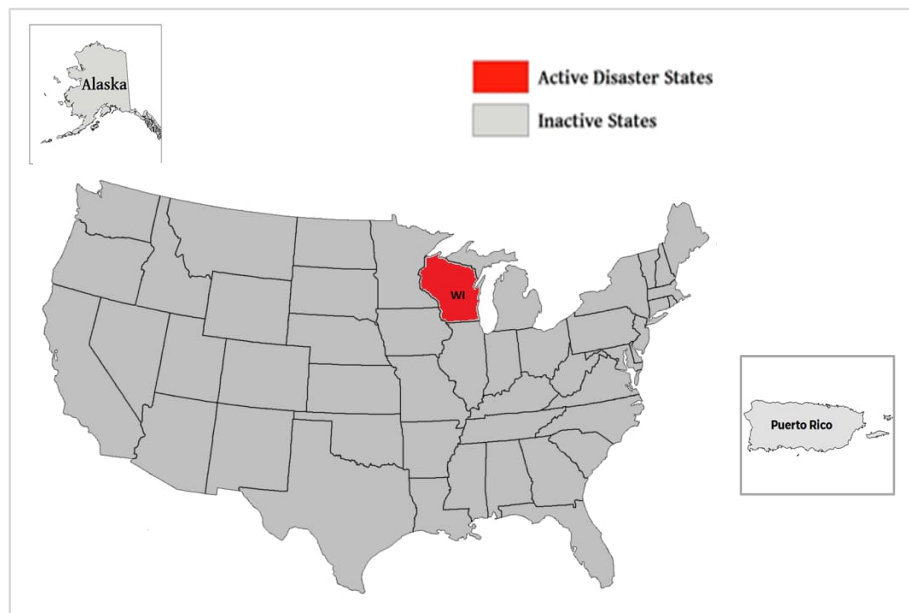 Alaska
Active Disaster States
Inactive States
WI
Puerto Rico